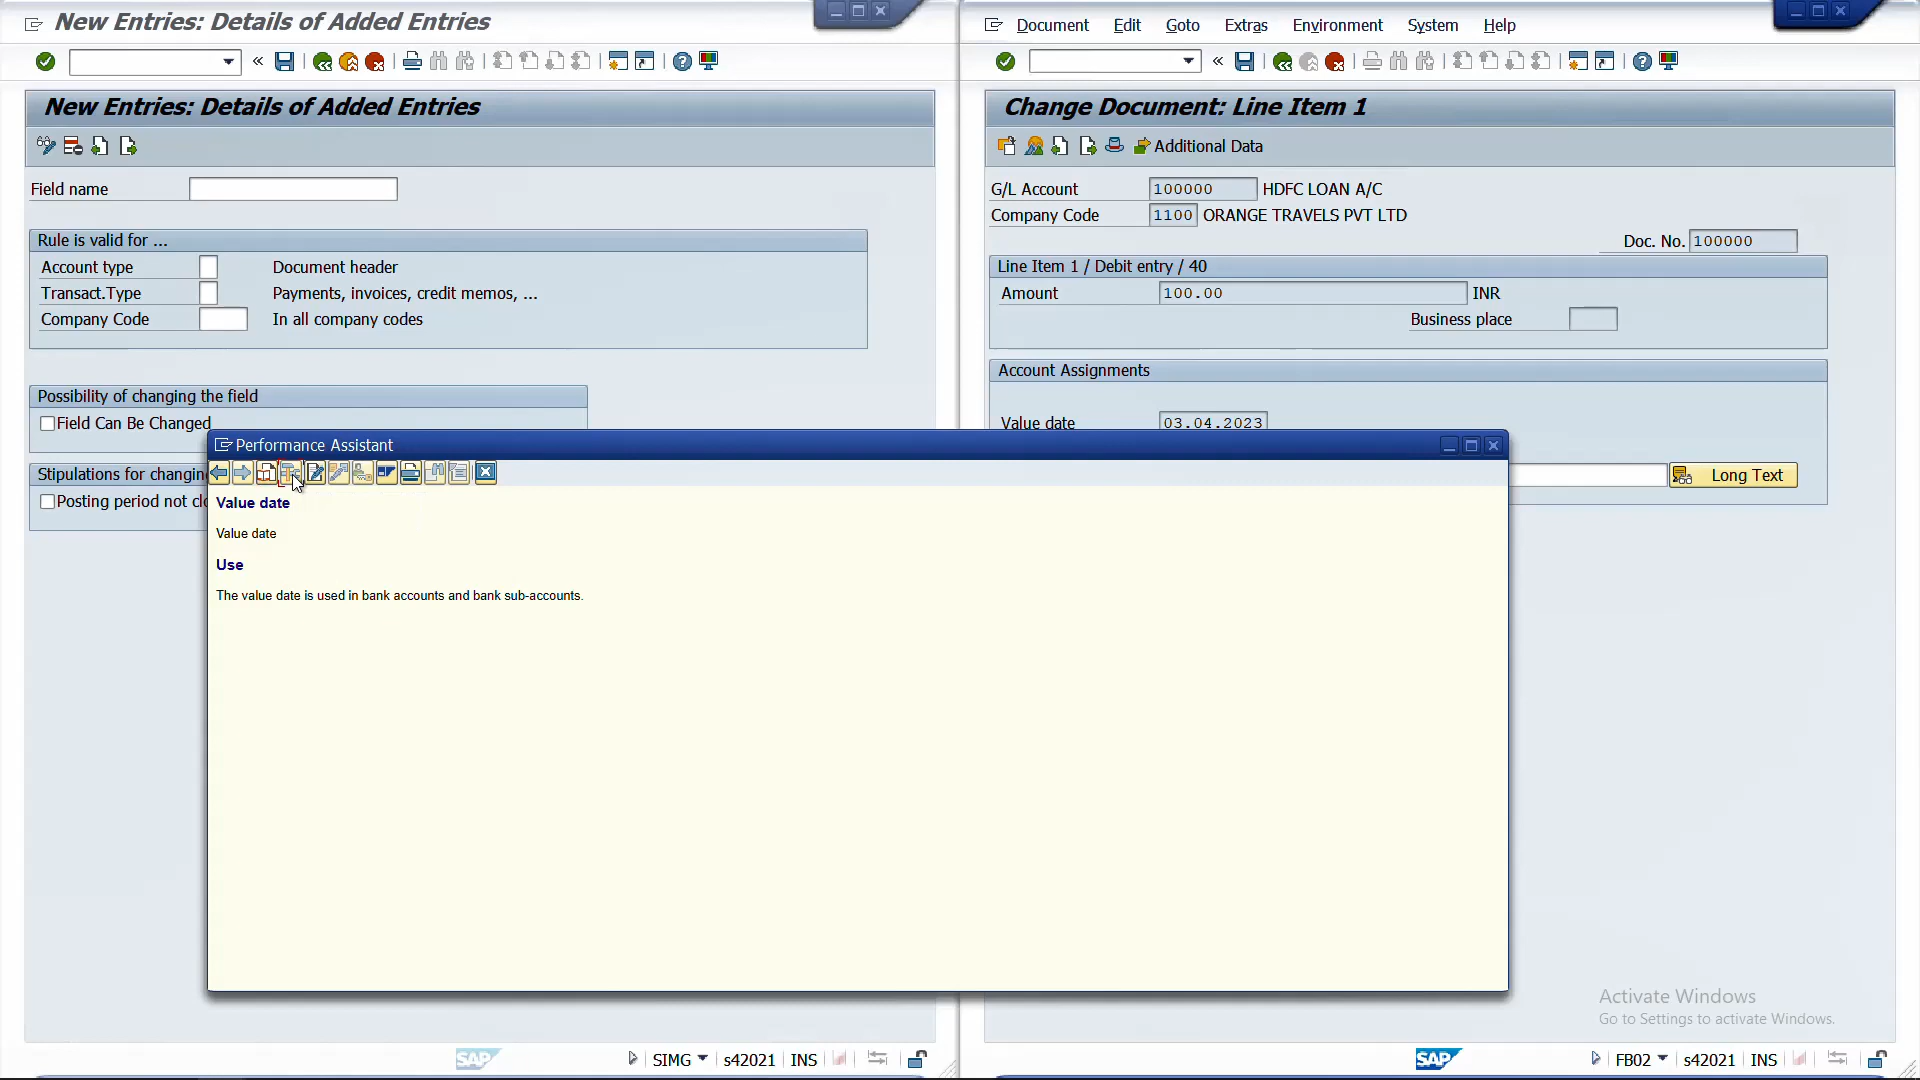 New Entries: Details of Added Entries
New Entries: Details of Added Entries
Field name
Rule is valid for ...
Account type Document header
Transact.Type Payments, invoices, credit memos, ...
Company Code In all company codes
Possibility of changing the field
Field Can Be Changed
Stipulations for changing
Posting period not clo
Document Edit Goto Extras Environment System Help
Change Document: Line Item 1
Additional Data
G/L Account 100000 HDFC LOAN A/C
Company Code 1100 ORANGE TRAVELS PVT LTD
Doc. No. 100000
Line Item 1 / Debit entry / 40
Amount 100.00 INR
Business place
Account Assignments
Value date 03.04.2023
Long Text
Performance Assistant
Value date
Value date
Use
The value date is used in bank accounts and bank sub-accounts.
Activate Windows
Go to Settings to activate Windows.
SAP SIMG s42021 INS
SAP FB02 s42021 INS